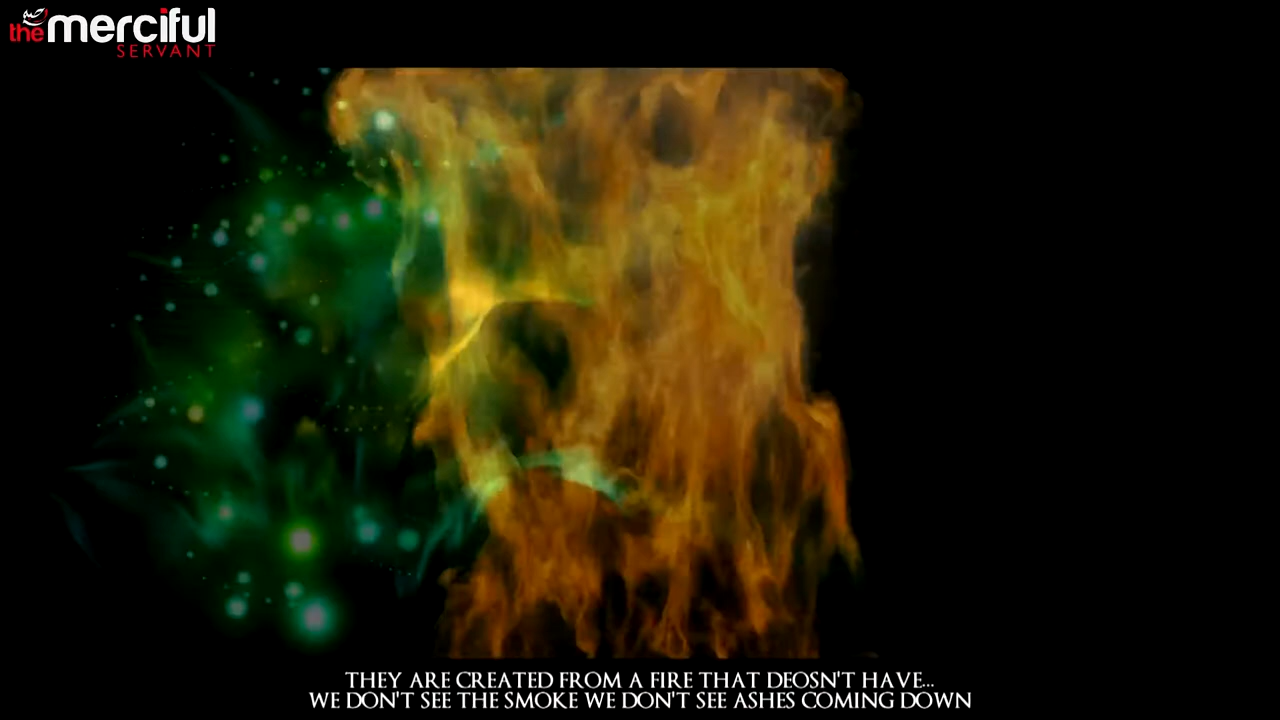 the merciful
SERVANT
THEY ARE CREATED FROM A FIRE THAT DEOSN'T HAVE...
WE DON'T SEE THE SMOKE WE DON'T SEE ASHES COMING DOWN